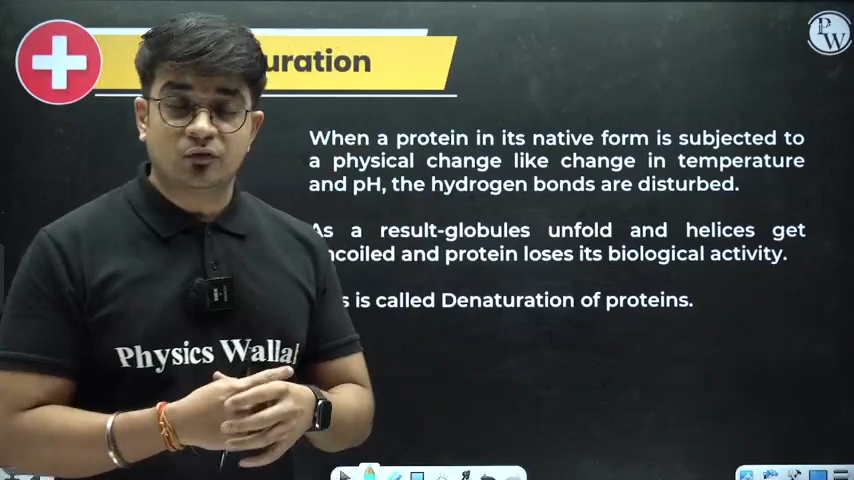 uration
PW
When a protein in its native form is subjected to
a physical change like change in temperature
and pH, the hydrogen bonds are disturbed.
As a result-globules unfold and helices get
ncoiled and protein loses its biological activity.
s is called Denaturation of proteins.
Physics Wallah